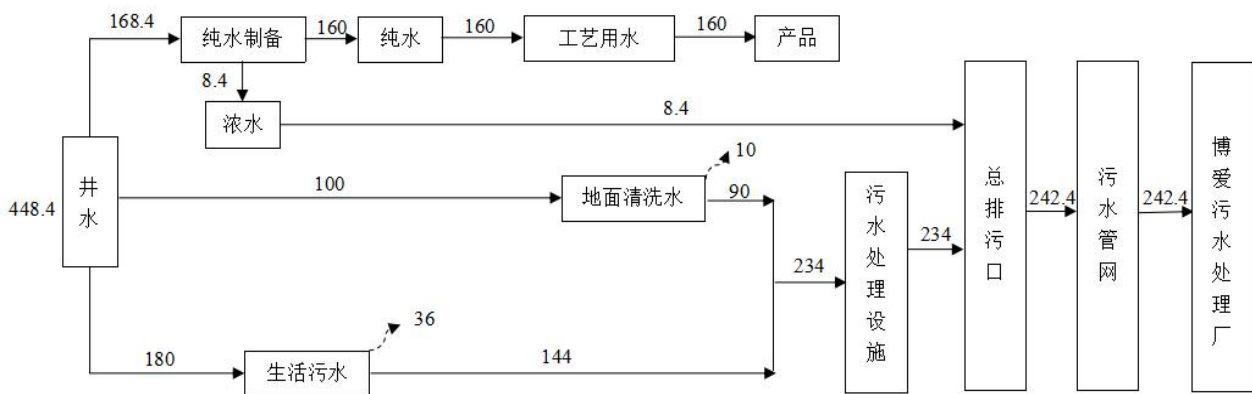 168.4
纯水制备
160
纯水
160
工艺用水
160
产品
8.4
浓水
8.4
448.4
井水
100
地面清洗水
10
90
180
生活污水
36
144
234
污水处理设施
234
总排污口
242.4
污水管网
242.4
博爱污水处理厂